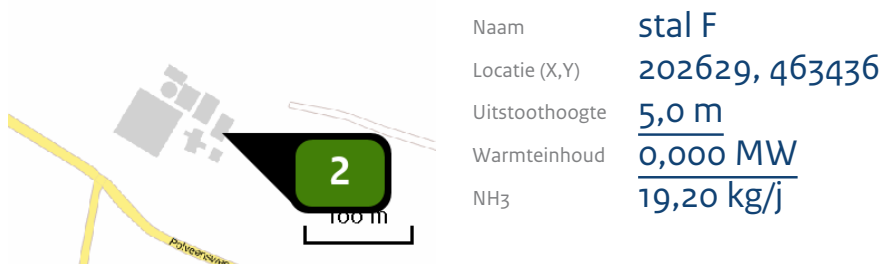 2
100 m
Naam stal F
Locatie (X,Y) 202629, 463436
Uitstoothoogte 5,0 m
Warmteinhoud 0,000 MW
NH3 19,20 kg/j